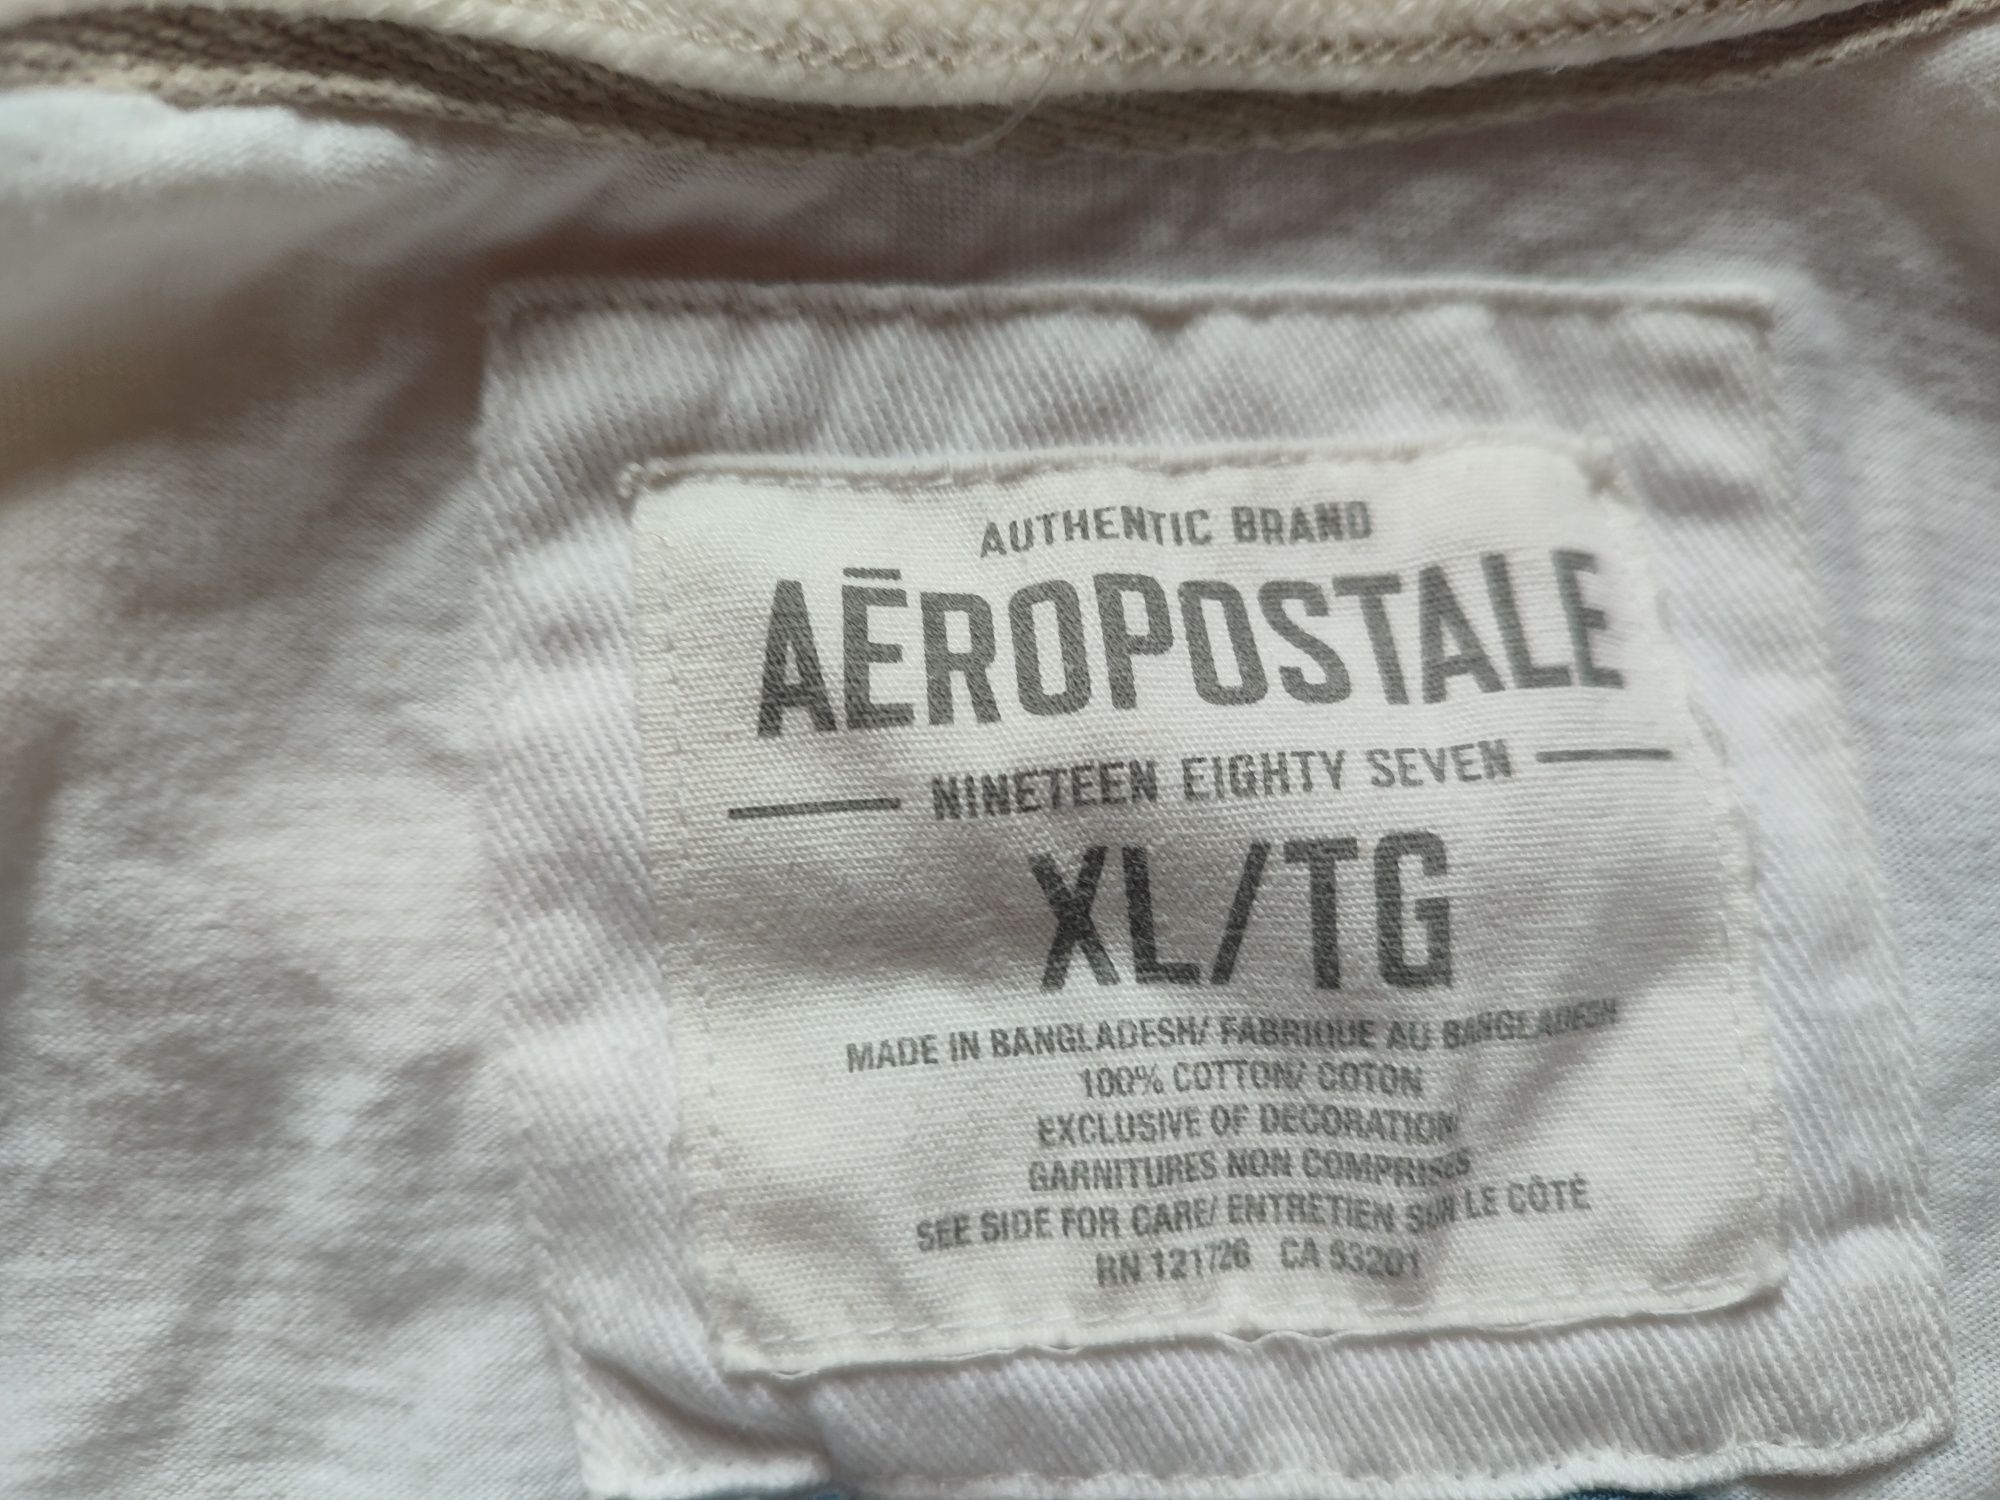 AUTHENTIC BRAND
AĒROPOSTALE
NINETEEN EIGHTY SEVEN
XL/TG
MADE IN BANGLADESH/ FABRIQUE AU BANGLADESH
100% COTTON/ COTON
EXCLUSIVE OF DECORATION/
GARNITURES NON COMPRISES
SEE SIDE FOR CARE/ ENTRETIEN SUR LE CÔTÉ
RN 121726 CA 53201